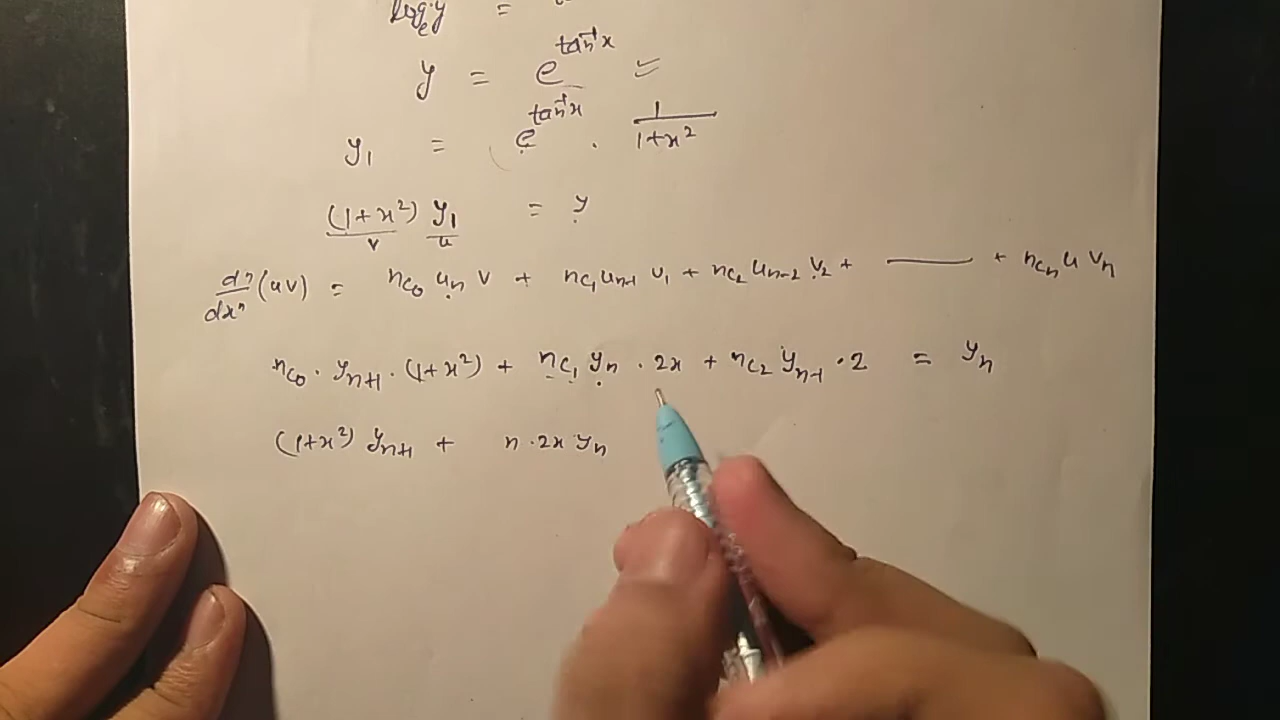 logₑy =
y = e^{tan⁻¹x}
y₁ = e^{tan⁻¹x} . 1/(1+x²)
(1+x²) y₁ = y
v u
dⁿ/dxⁿ (uv) = nc₀ uₙ v + nc₁ uₙ₋₁ v₁ + nc₂ uₙ₋₂ v₂ + —— + ncₙ u vₙ
nc₀ . yₙ₊₁ . (1+x²) + nc₁ yₙ . 2x + nc₂ yₙ₋₁ . 2 = yₙ
(1+x²) yₙ₊₁ + n . 2x yₙ